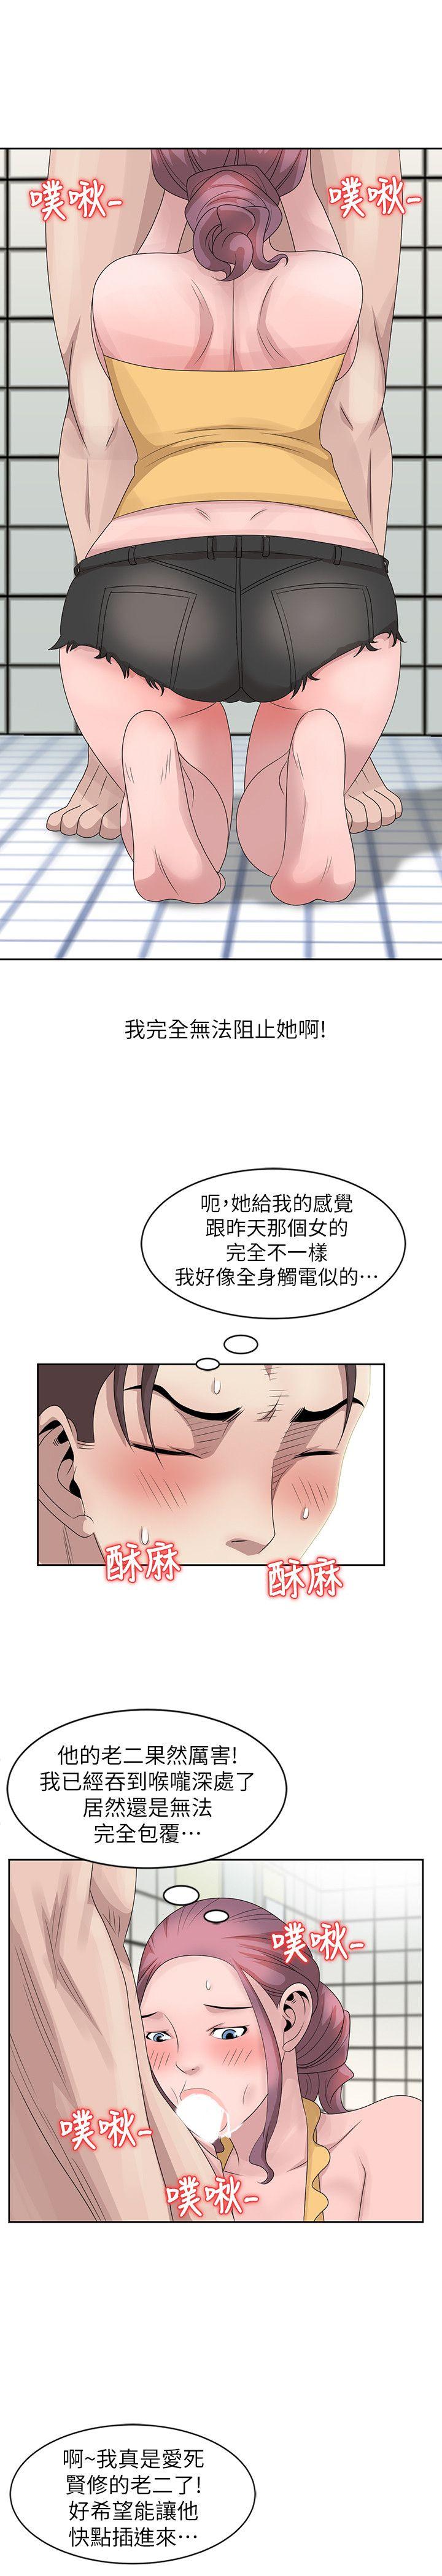 噗啾-
噗啾-
我完全無法阻止她啊!
呃,她給我的感覺
跟昨天那個女的
完全不一樣
我好像全身觸電似的⋯
酥麻
酥麻
他的老二果然厲害!
我已經吞到喉嚨深處了
居然還是無法
完全包覆⋯
噗啾-
噗啾-
噗啾-
啊~我真是愛死
賢修的老二了!
好希望能讓他
快點插進來⋯